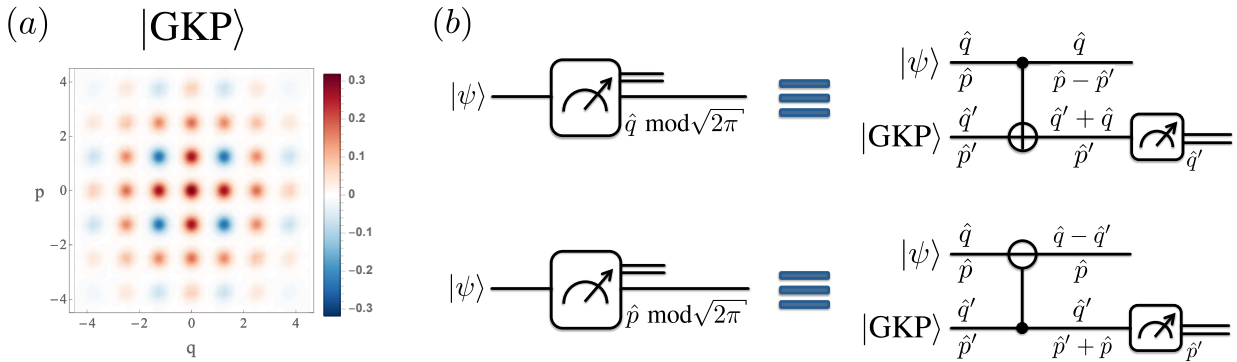 (a)
|GKP⟩
4
2
0
−2
−4
p
−4 −2 0 2 4
q
0.3
0.2
0.1
0
−0.1
−0.2
−0.3
(b)
|ψ⟩
q̂ mod√2π
|ψ⟩ q̂ q̂
p̂ p̂ − p̂′
|GKP⟩ q̂′ q̂′ + q̂
p̂′ p̂′ q̂′
|ψ⟩
p̂ mod√2π
|ψ⟩ q̂ q̂ − q̂′
p̂ p̂
|GKP⟩ q̂′ q̂′
p̂′ p̂′ + p̂ p̂′